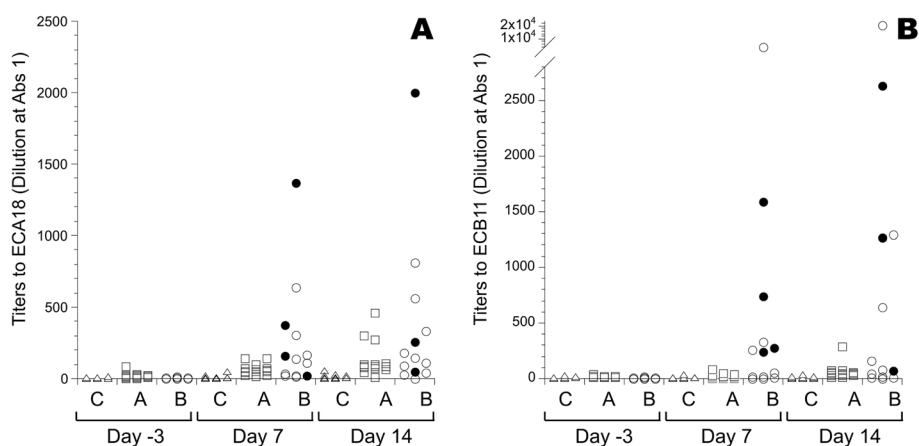 A
Titers to ECA18 (Dilution at Abs 1)
2500
2000
1500
1000
500
0
C A B C A B C A B
Day -3 Day 7 Day 14
B
Titers to ECB11 (Dilution at Abs 1)
2x10⁴
1x10⁴
2500
2000
1500
1000
500
0
C A B C A B C A B
Day -3 Day 7 Day 14